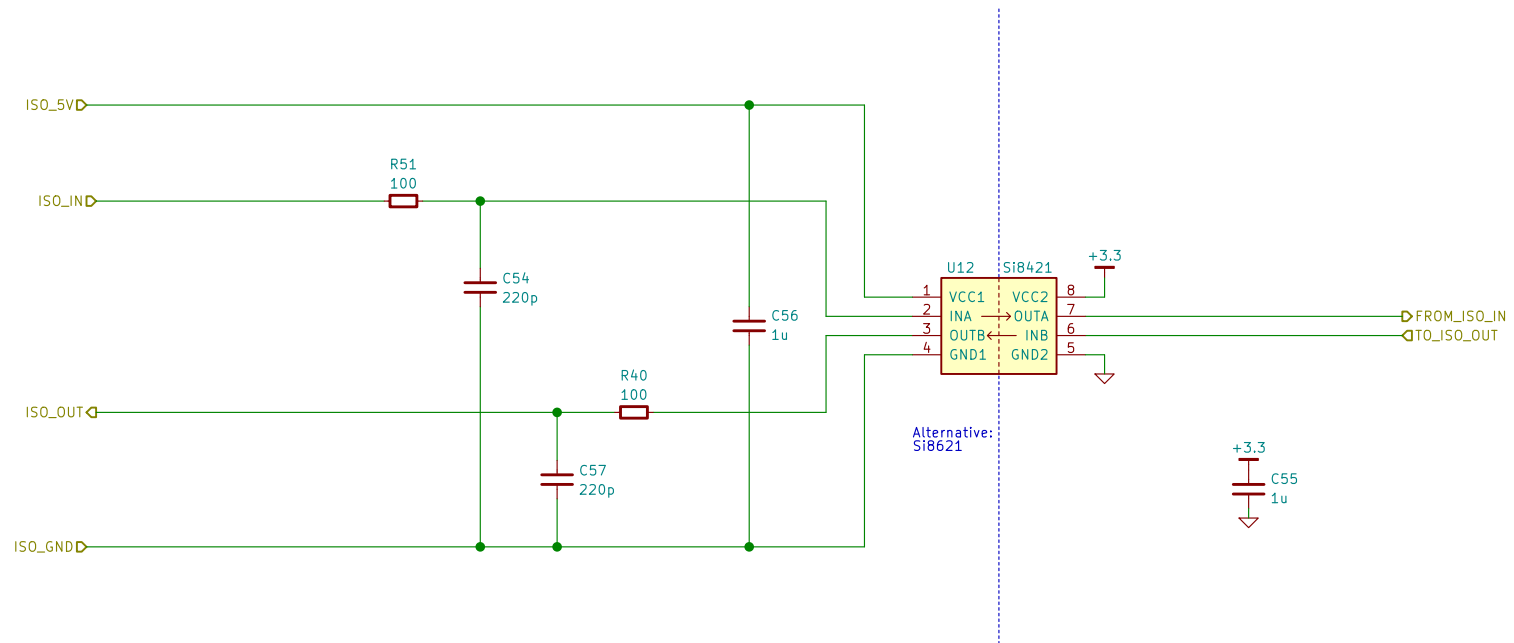 ISO_5V
R51
100
ISO_IN
C54
220p
C56
1u
R40
100
ISO_OUT
C57
220p
ISO_GND
U12 Si8421
1 VCC1 VCC2 8
2 INA OUTA 7
3 OUTB INB 6
4 GND1 GND2 5
+3.3
FROM_ISO_IN
TO_ISO_OUT
Alternative:
Si8621
+3.3
C55
1u